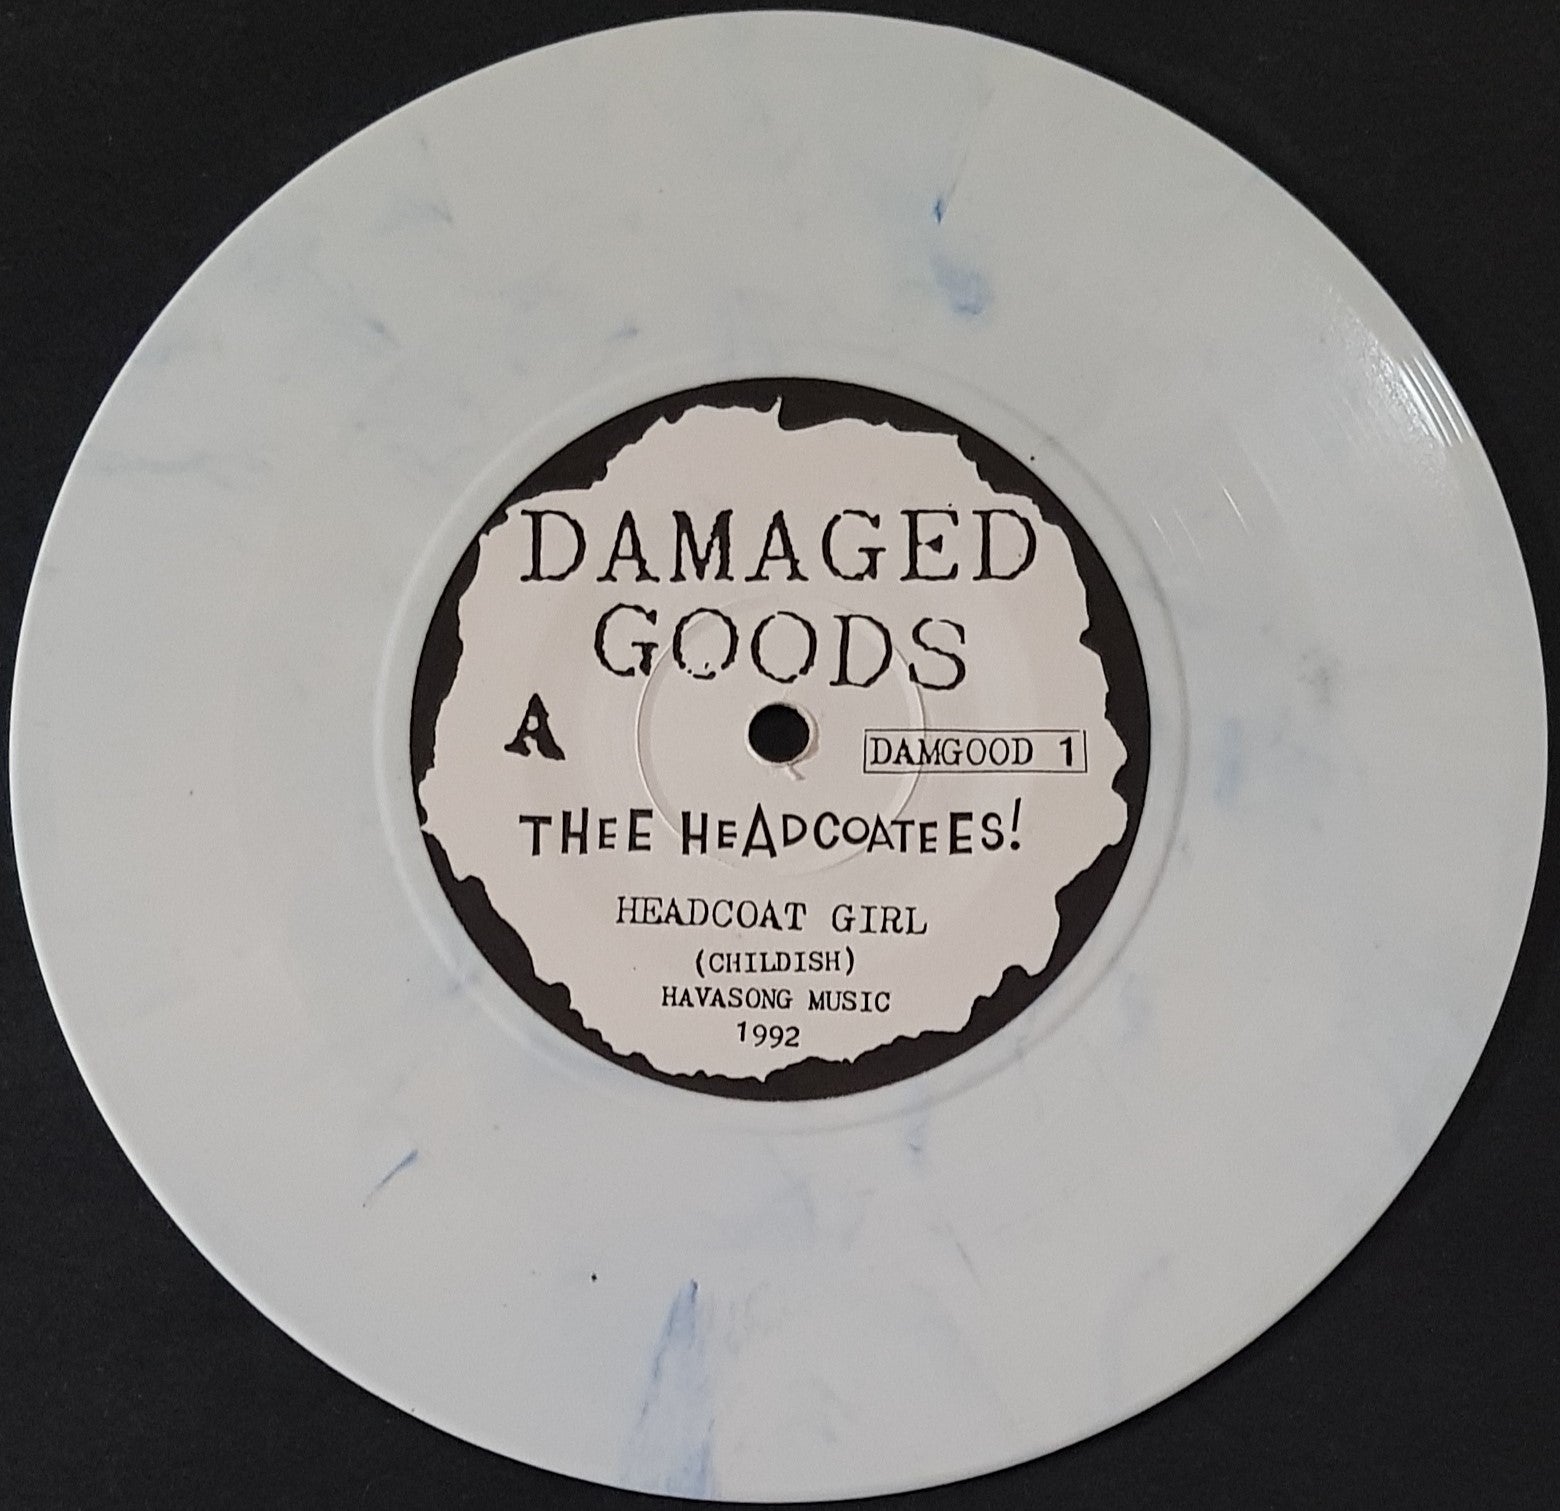 DAMAGED
GOODS
A
DAMGOOD 1
THEE HEADCOATEES!
HEADCOAT GIRL
(CHILDISH)
HAVASONG MUSIC
1992